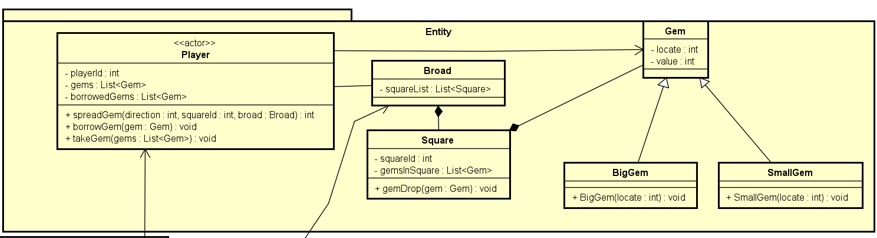 Entity
<<actor>>
Player
- playerId : int
- gems : List<Gem>
- borrowedGems : List<Gem>
+ spreadGem(direction : int, squareId : int, broad : Broad) : int
+ borrowGem(gem : Gem) : void
+ takeGem(gems : List<Gem>) : void
Broad
- squareList : List<Square>
Square
- squareId : int
- gemsInSquare : List<Gem>
+ gemDrop(gem : Gem) : void
Gem
- locate : int
- value : int
BigGem
+ BigGem(locate : int) : void
SmallGem
+ SmallGem(locate : int) : void